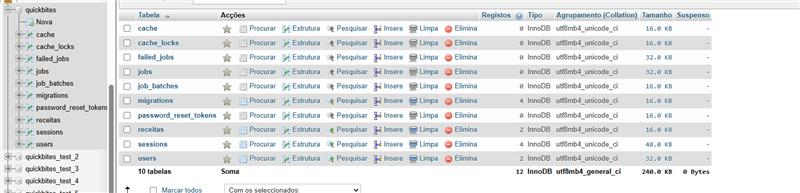 quickbites
Nova
cache
cache_locks
failed_jobs
jobs
job_batches
migrations
password_reset_tokens
receitas
sessions
users
quickbites_test_2
quickbites_test_3
quickbites_test_4
Tabela Acções Registos Tipo Agrupamento (Collation) Tamanho Suspenso
cache Procurar Estrutura Pesquisar Insere Limpa Elimina 0 InnoDB utf8mb4_unicode_ci 16.0 KB -
cache_locks Procurar Estrutura Pesquisar Insere Limpa Elimina 0 InnoDB utf8mb4_unicode_ci 16.0 KB -
failed_jobs Procurar Estrutura Pesquisar Insere Limpa Elimina 0 InnoDB utf8mb4_unicode_ci 32.0 KB -
jobs Procurar Estrutura Pesquisar Insere Limpa Elimina 0 InnoDB utf8mb4_unicode_ci 32.0 KB -
job_batches Procurar Estrutura Pesquisar Insere Limpa Elimina 0 InnoDB utf8mb4_unicode_ci 16.0 KB -
migrations Procurar Estrutura Pesquisar Insere Limpa Elimina 4 InnoDB utf8mb4_unicode_ci 16.0 KB -
password_reset_tokens Procurar Estrutura Pesquisar Insere Limpa Elimina 0 InnoDB utf8mb4_unicode_ci 16.0 KB -
receitas Procurar Estrutura Pesquisar Insere Limpa Elimina 2 InnoDB utf8mb4_unicode_ci 16.0 KB -
sessions Procurar Estrutura Pesquisar Insere Limpa Elimina 4 InnoDB utf8mb4_unicode_ci 48.0 KB -
users Procurar Estrutura Pesquisar Insere Limpa Elimina 2 InnoDB utf8mb4_unicode_ci 32.0 KB -
10 tabelas Soma 12 InnoDB utf8mb4_general_ci 240.0 KB 0 Bytes
Marcar todos Com os seleccionados: